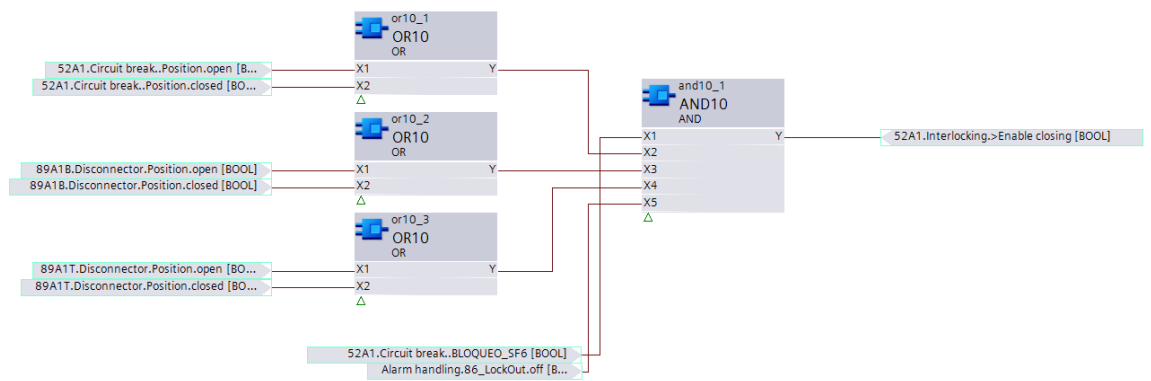 or10_1
OR10
OR
52A1.Circuit break..Position.open [B...
X1
Y
52A1.Circuit break..Position.closed [BO...
X2
and10_1
AND10
AND
or10_2
OR10
OR
X1
Y
52A1.Interlocking.>Enable closing [BOOL]
X2
89A1B.Disconnector.Position.open [BOOL]
X1
Y
X3
89A1B.Disconnector.Position.closed [BOOL]
X2
X4
X5
or10_3
OR10
OR
89A1T.Disconnector.Position.open [BO...
X1
Y
89A1T.Disconnector.Position.closed [BO...
X2
52A1.Circuit break..BLOQUEO_SF6 [BOOL]
Alarm handling.86_LockOut.off [B...